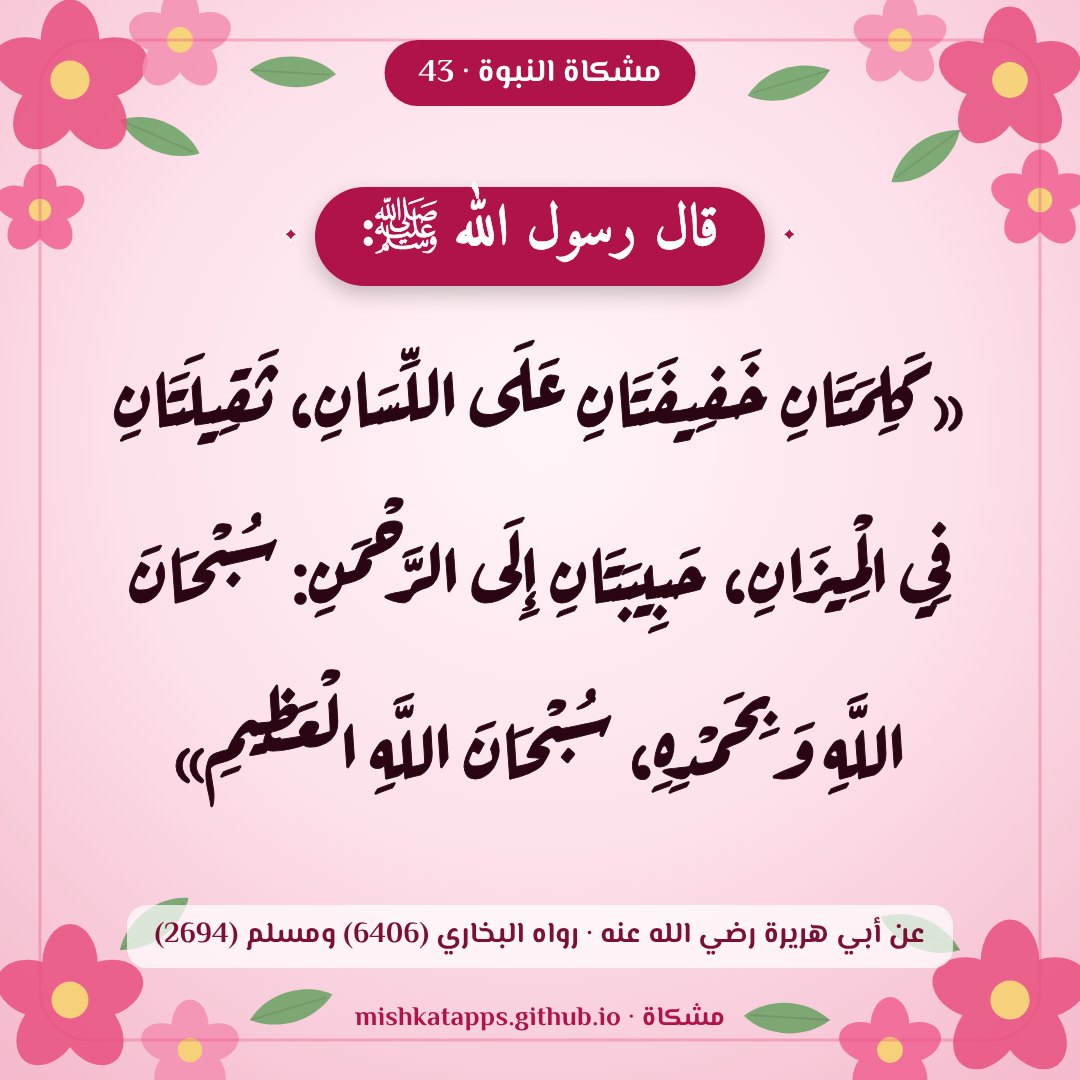 مشكاة النبوة · 43
قال رسول الله ﷺ:
«كَلِمَتَانِ خَفِيفَتَانِ عَلَى اللِّسَانِ، ثَقِيلَتَانِ
فِي الْمِيزَانِ، حَبِيبَتَانِ إِلَى الرَّحْمَنِ: سُبْحَانَ
اللَّهِ وَبِحَمْدِهِ، سُبْحَانَ اللَّهِ الْعَظِيمِ»
عن أبي هريرة رضي الله عنه · رواه البخاري (6406) ومسلم (2694)
مشكاة · mishkatapps.github.io